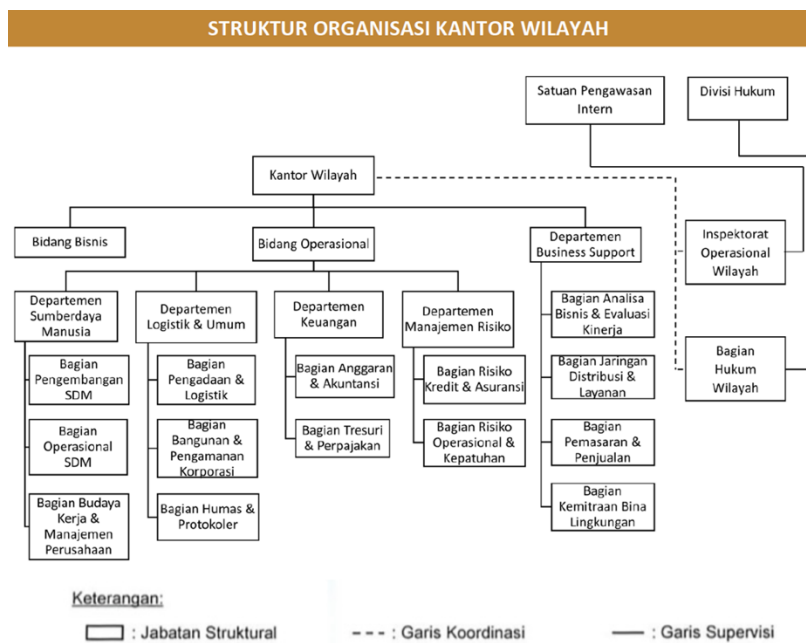 STRUKTUR ORGANISASI KANTOR WILAYAH
Satuan Pengawasan
Intern
Divisi Hukum
Kantor Wilayah
Bidang Bisnis
Bidang Operasional
Departemen
Business Support
Inspektorat
Operasional
Wilayah
Departemen
Sumberdaya
Manusia
Departemen
Logistik & Umum
Departemen
Keuangan
Departemen
Manajemen Risiko
Bagian Analisa
Bisnis & Evaluasi
Kinerja
Bagian
Hukum
Wilayah
Bagian
Pengembangan
SDM
Bagian
Pengadaan &
Logistik
Bagian Anggaran
& Akuntansi
Bagian Risiko
Kredit & Asuransi
Bagian Jaringan
Distribusi &
Layanan
Bagian
Operasional
SDM
Bagian
Bangunan &
Pengamanan
Korporasi
Bagian Tresuri
& Perpajakan
Bagian Risiko
Operasional &
Kepatuhan
Bagian
Pemasaran &
Penjualan
Bagian Budaya
Kerja &
Manajemen
Perusahaan
Bagian Humas &
Protokoler
Bagian
Kemitraan Bina
Lingkungan
Keterangan:
: Jabatan Struktural
: Garis Koordinasi
: Garis Supervisi